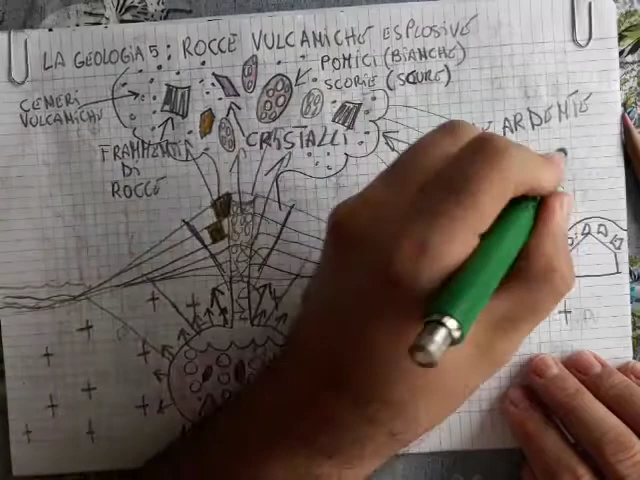 LA GEOLOGIA 5: ROCCE VULCANICHE ESPLOSIVE
POMICI (BIANCHE)
SCORIE (SCURE)
CENERI
VULCANICHE
CRISTALLI
FRAMMENTI
DI
ROCCE
ARDENTE